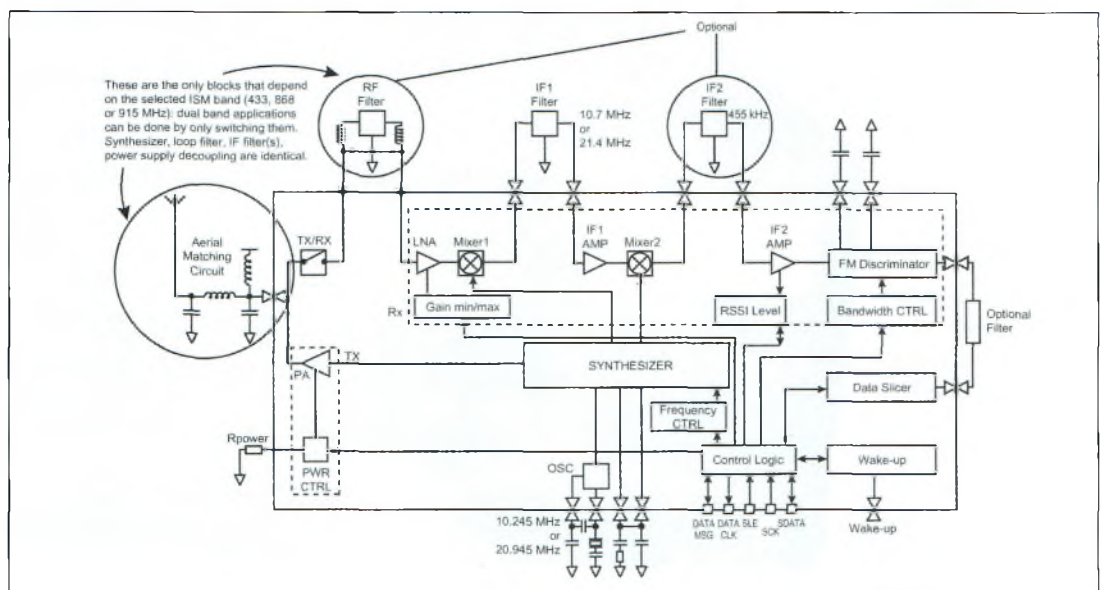 Optional
These are the only blocks that depend
on the selected ISM band (433, 868
or 915 MHz): dual band applications
can be done by only switching them.
Synthesizer, loop filter, IF filter(s),
power supply decoupling are identical.
RF
Filter
IF1
Filter
10.7 MHz
or
21.4 MHz
IF2
Filter
455 kHz
Aerial
Matching
Circuit
TX/RX
LNA
Mixer1
IF1
AMP
Mixer2
IF2
AMP
FM Discriminator
Rx
Gain min/max
RSSI Level
Bandwidth CTRL
Optional
Filter
PA
TX
SYNTHESIZER
Data Slicer
Frequency
CTRL
Rpower
PWR
CTRL
OSC
Control Logic
Wake-up
10.245 MHz
or
20.945 MHz
DATA
MSG
DATA
CLK
SLE
SCK
SDATA
Wake-up